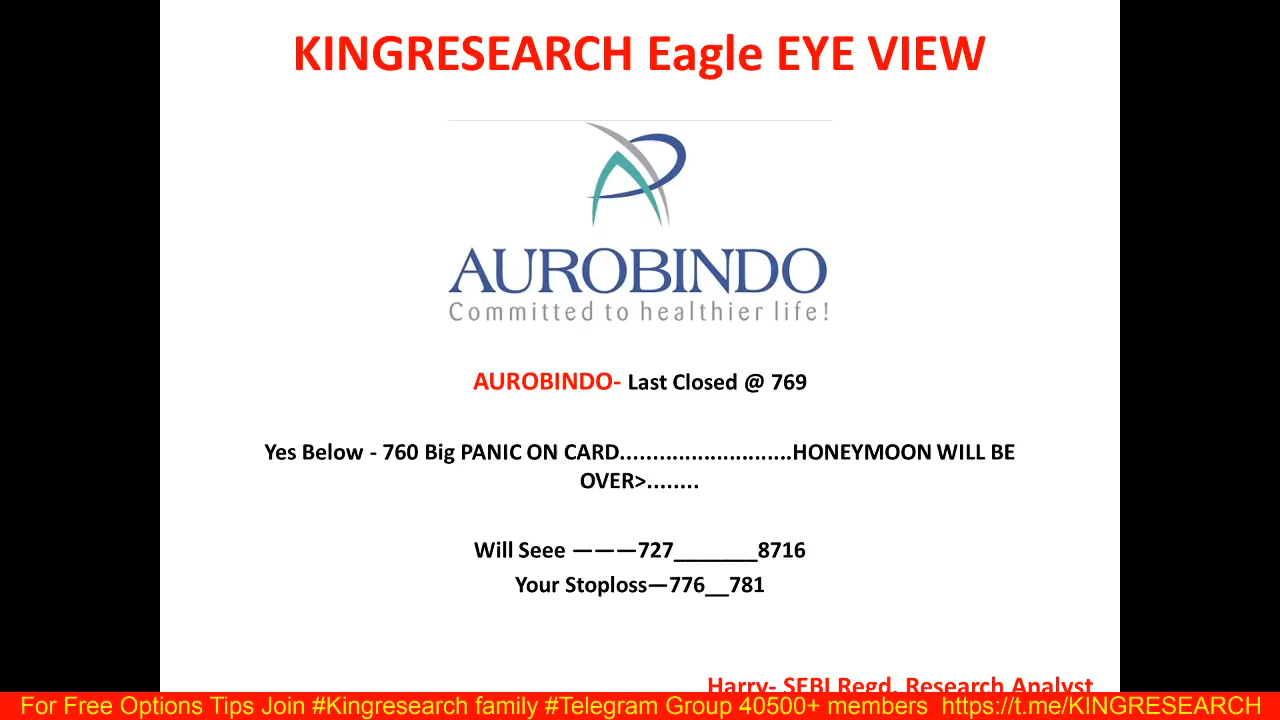 KINGRESEARCH Eagle EYE VIEW
AUROBINDO
Committed to healthier life!
AUROBINDO- Last Closed @ 769
Yes Below - 760 Big PANIC ON CARD..........................HONEYMOON WILL BE
OVER>........
Will Seee ———727_______8716
Your Stoploss—776__781
Harry- SEBI Regd. Research Analyst
For Free Options Tips Join #Kingresearch family #Telegram Group 40500+ members https://t.me/KINGRESEARCH